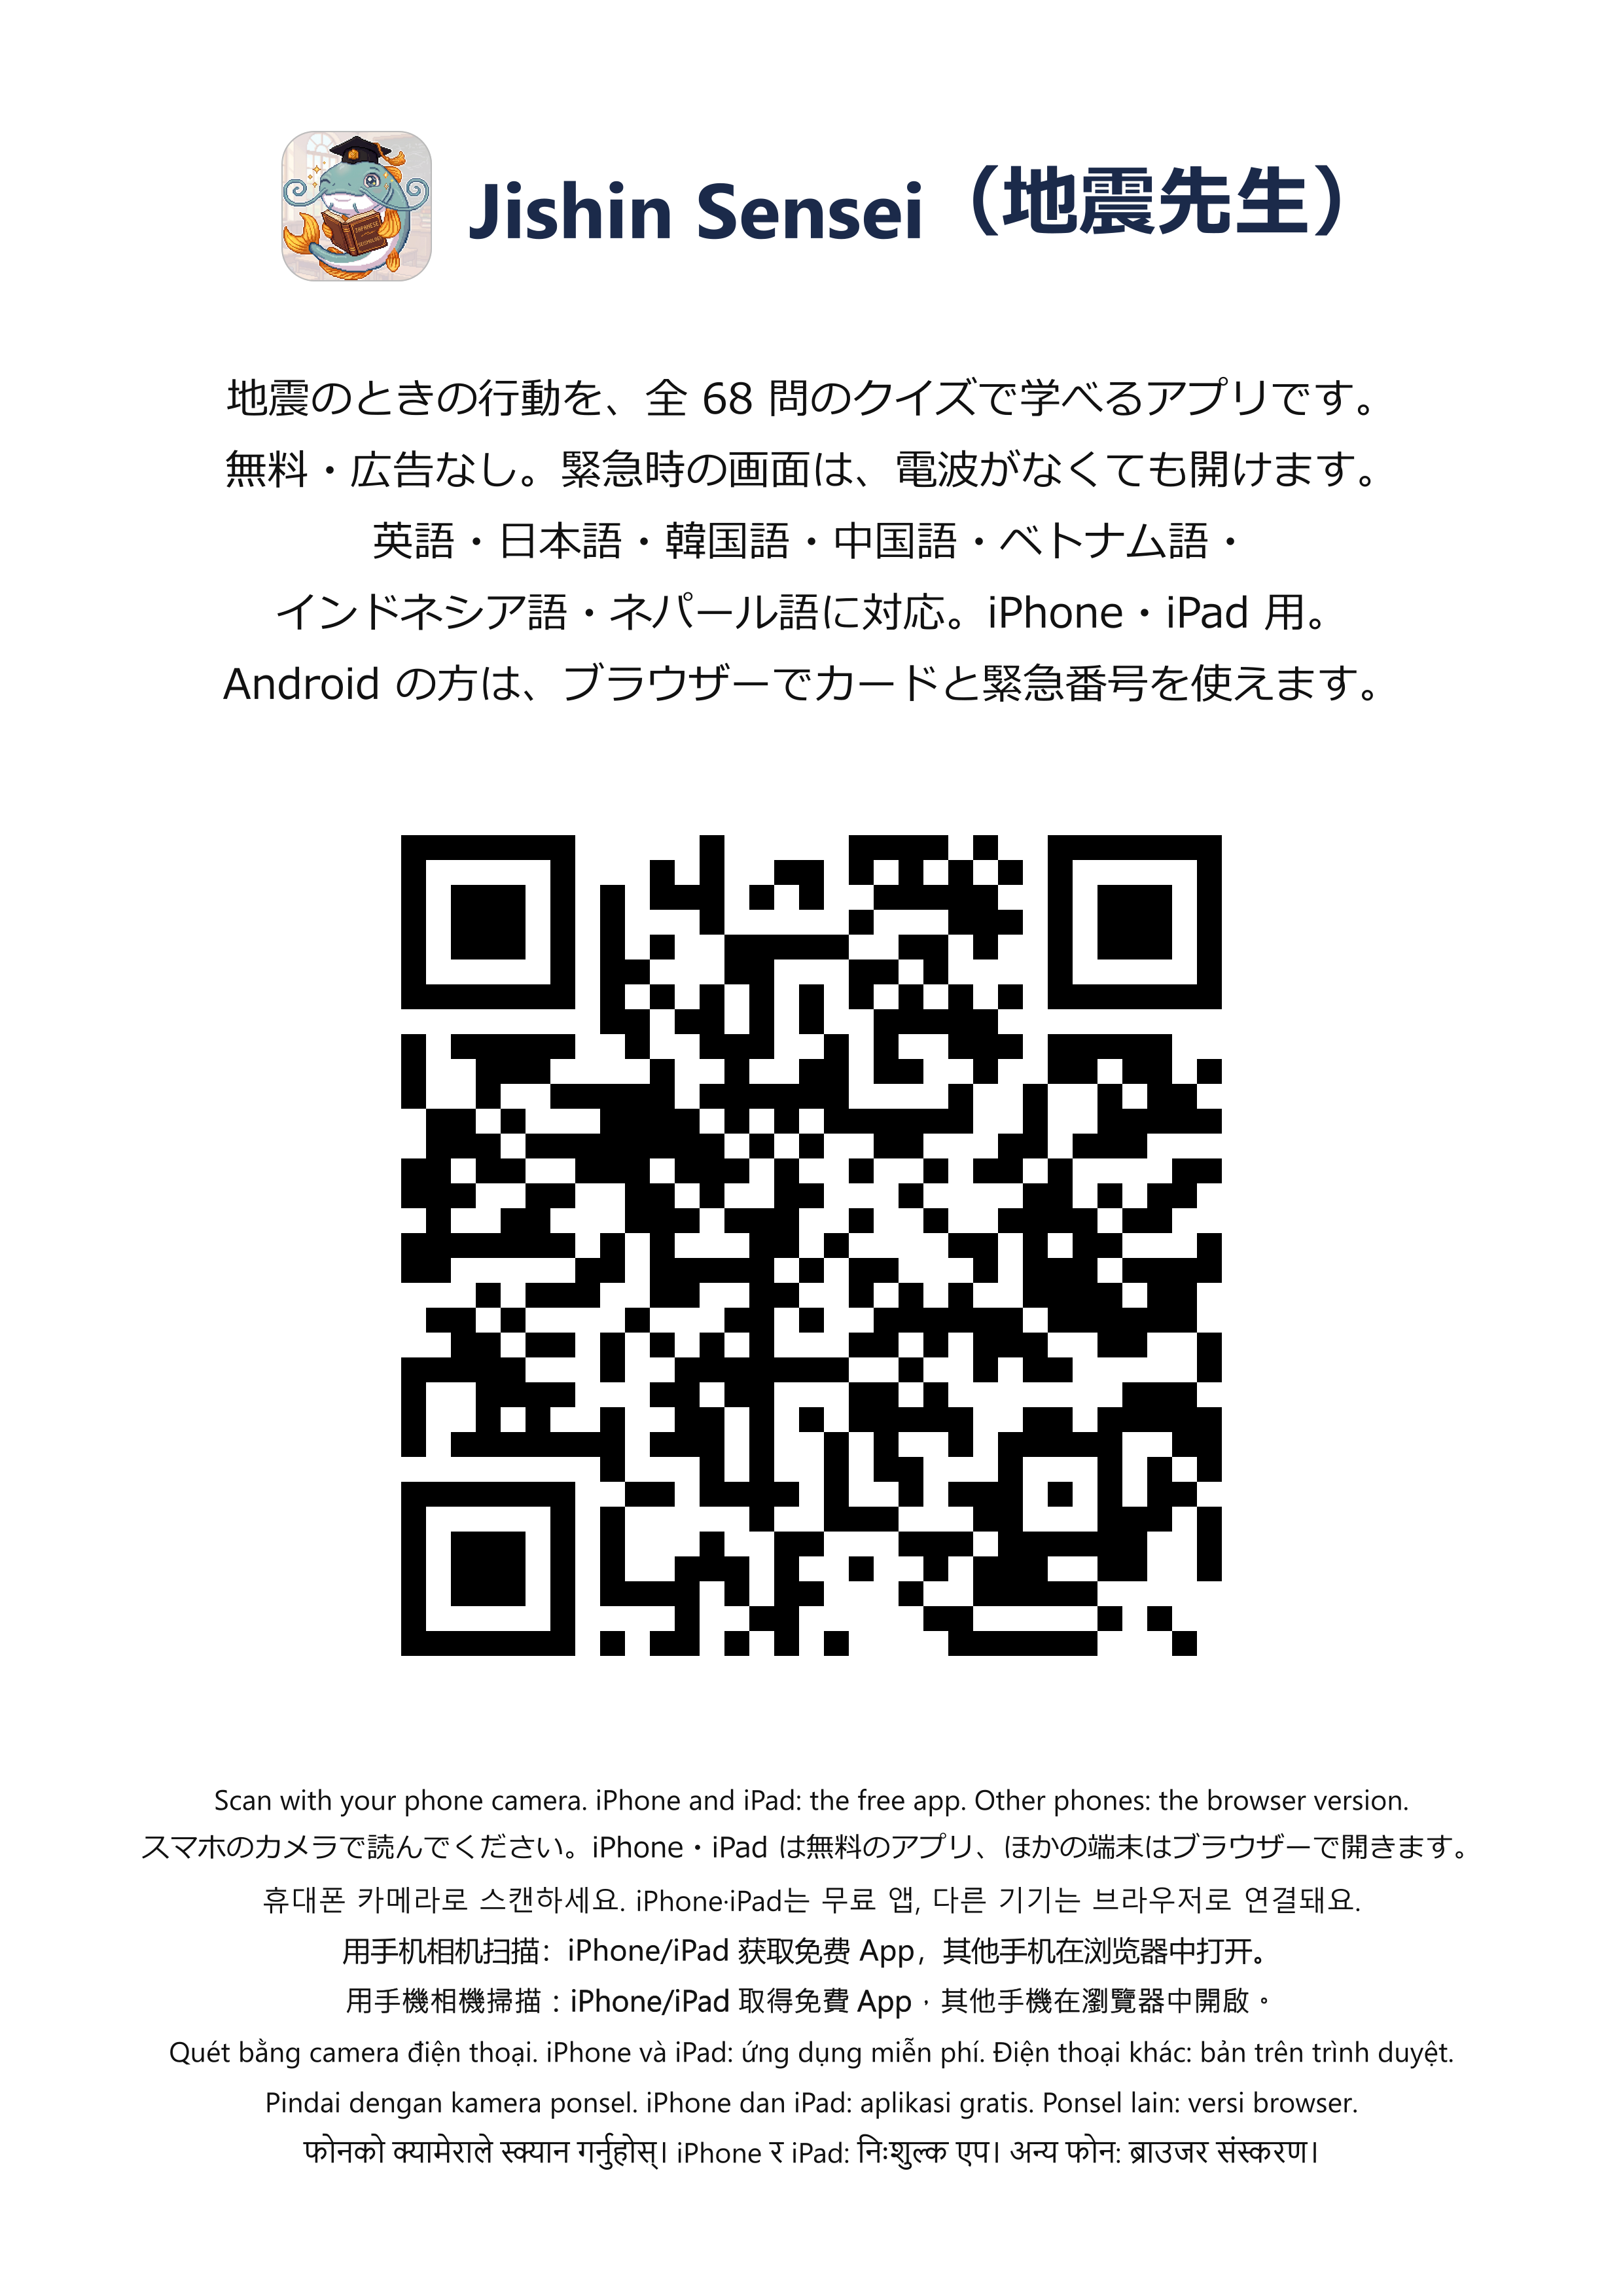 Jishin Sensei（地震先生）
地震のときの行動を、全 68 問のクイズで学べるアプリです。
無料・広告なし。緊急時の画面は、電波がなくても開けます。
英語・日本語・韓国語・中国語・ベトナム語・
インドネシア語・ネパール語に対応。iPhone・iPad 用。
Android の方は、ブラウザーでカードと緊急番号を使えます。
Scan with your phone camera. iPhone and iPad: the free app. Other phones: the browser version.
スマホのカメラで読んでください。iPhone・iPad は無料のアプリ、ほかの端末はブラウザーで開きます。
휴대폰 카메라로 스캔하세요. iPhone·iPad는 무료 앱, 다른 기기는 브라우저로 연결돼요.
用手机相机扫描：iPhone/iPad 获取免费 App，其他手机在浏览器中打开。
用手機相機掃描：iPhone/iPad 取得免費 App，其他手機在瀏覽器中開啟。
Quét bằng camera điện thoại. iPhone và iPad: ứng dụng miễn phí. Điện thoại khác: bản trên trình duyệt.
Pindai dengan kamera ponsel. iPhone dan iPad: aplikasi gratis. Ponsel lain: versi browser.
फोनको क्यामेराले स्क्यान गर्नुहोस्। iPhone र iPad: निःशुल्क एप। अन्य फोन: ब्राउजर संस्करण।